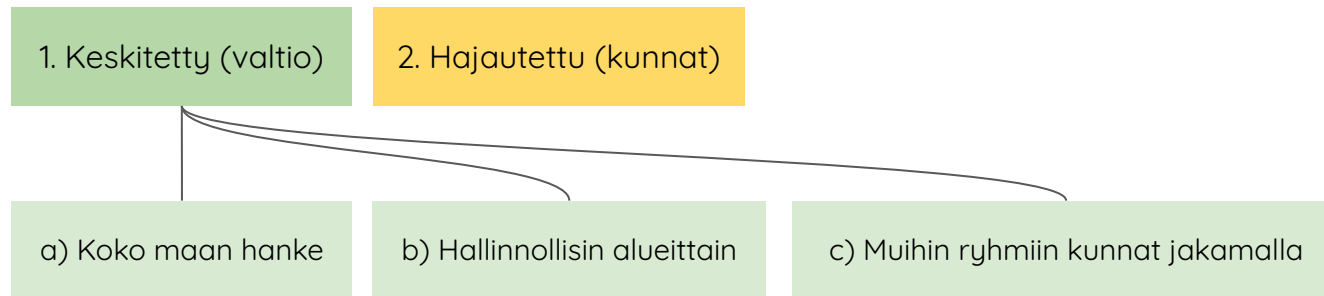 1. Keskitetty (valtio)
2. Hajautettu (kunnat)
a) Koko maan hanke
b) Hallinnollisin alueittain
c) Muihin ryhmiin kunnat jakamalla